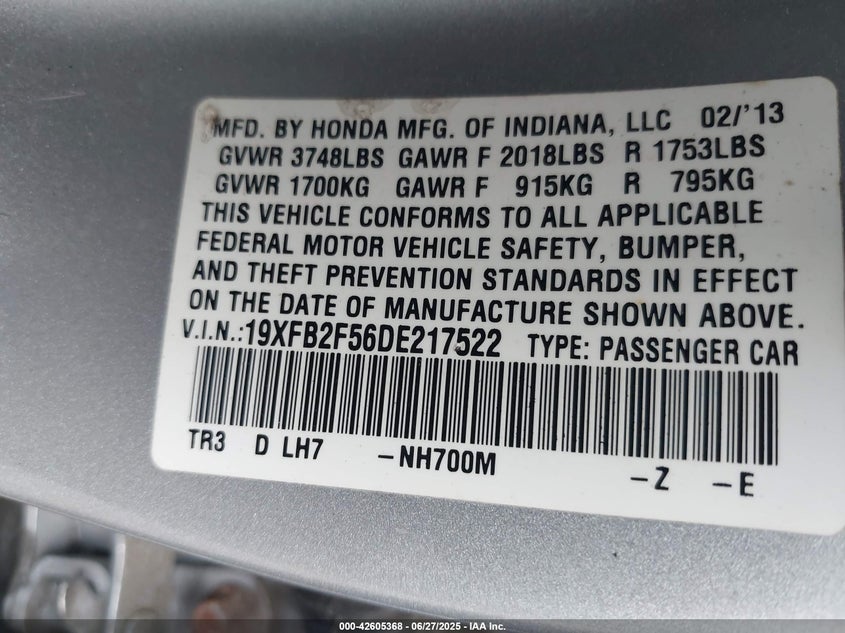 MFD. BY HONDA MFG. OF INDIANA, LLC 02/'13
GVWR 3748LBS GAWR F 2018LBS R 1753LBS
GVWR 1700KG GAWR F 915KG R 795KG
THIS VEHICLE CONFORMS TO ALL APPLICABLE
FEDERAL MOTOR VEHICLE SAFETY, BUMPER,
AND THEFT PREVENTION STANDARDS IN EFFECT
ON THE DATE OF MANUFACTURE SHOWN ABOVE.
V.I.N.:19XFB2F56DE217522 TYPE: PASSENGER CAR
TR3 D LH7 -NH700M -Z -E
000-42605368 | 06/27/2025 - IAA Inc.